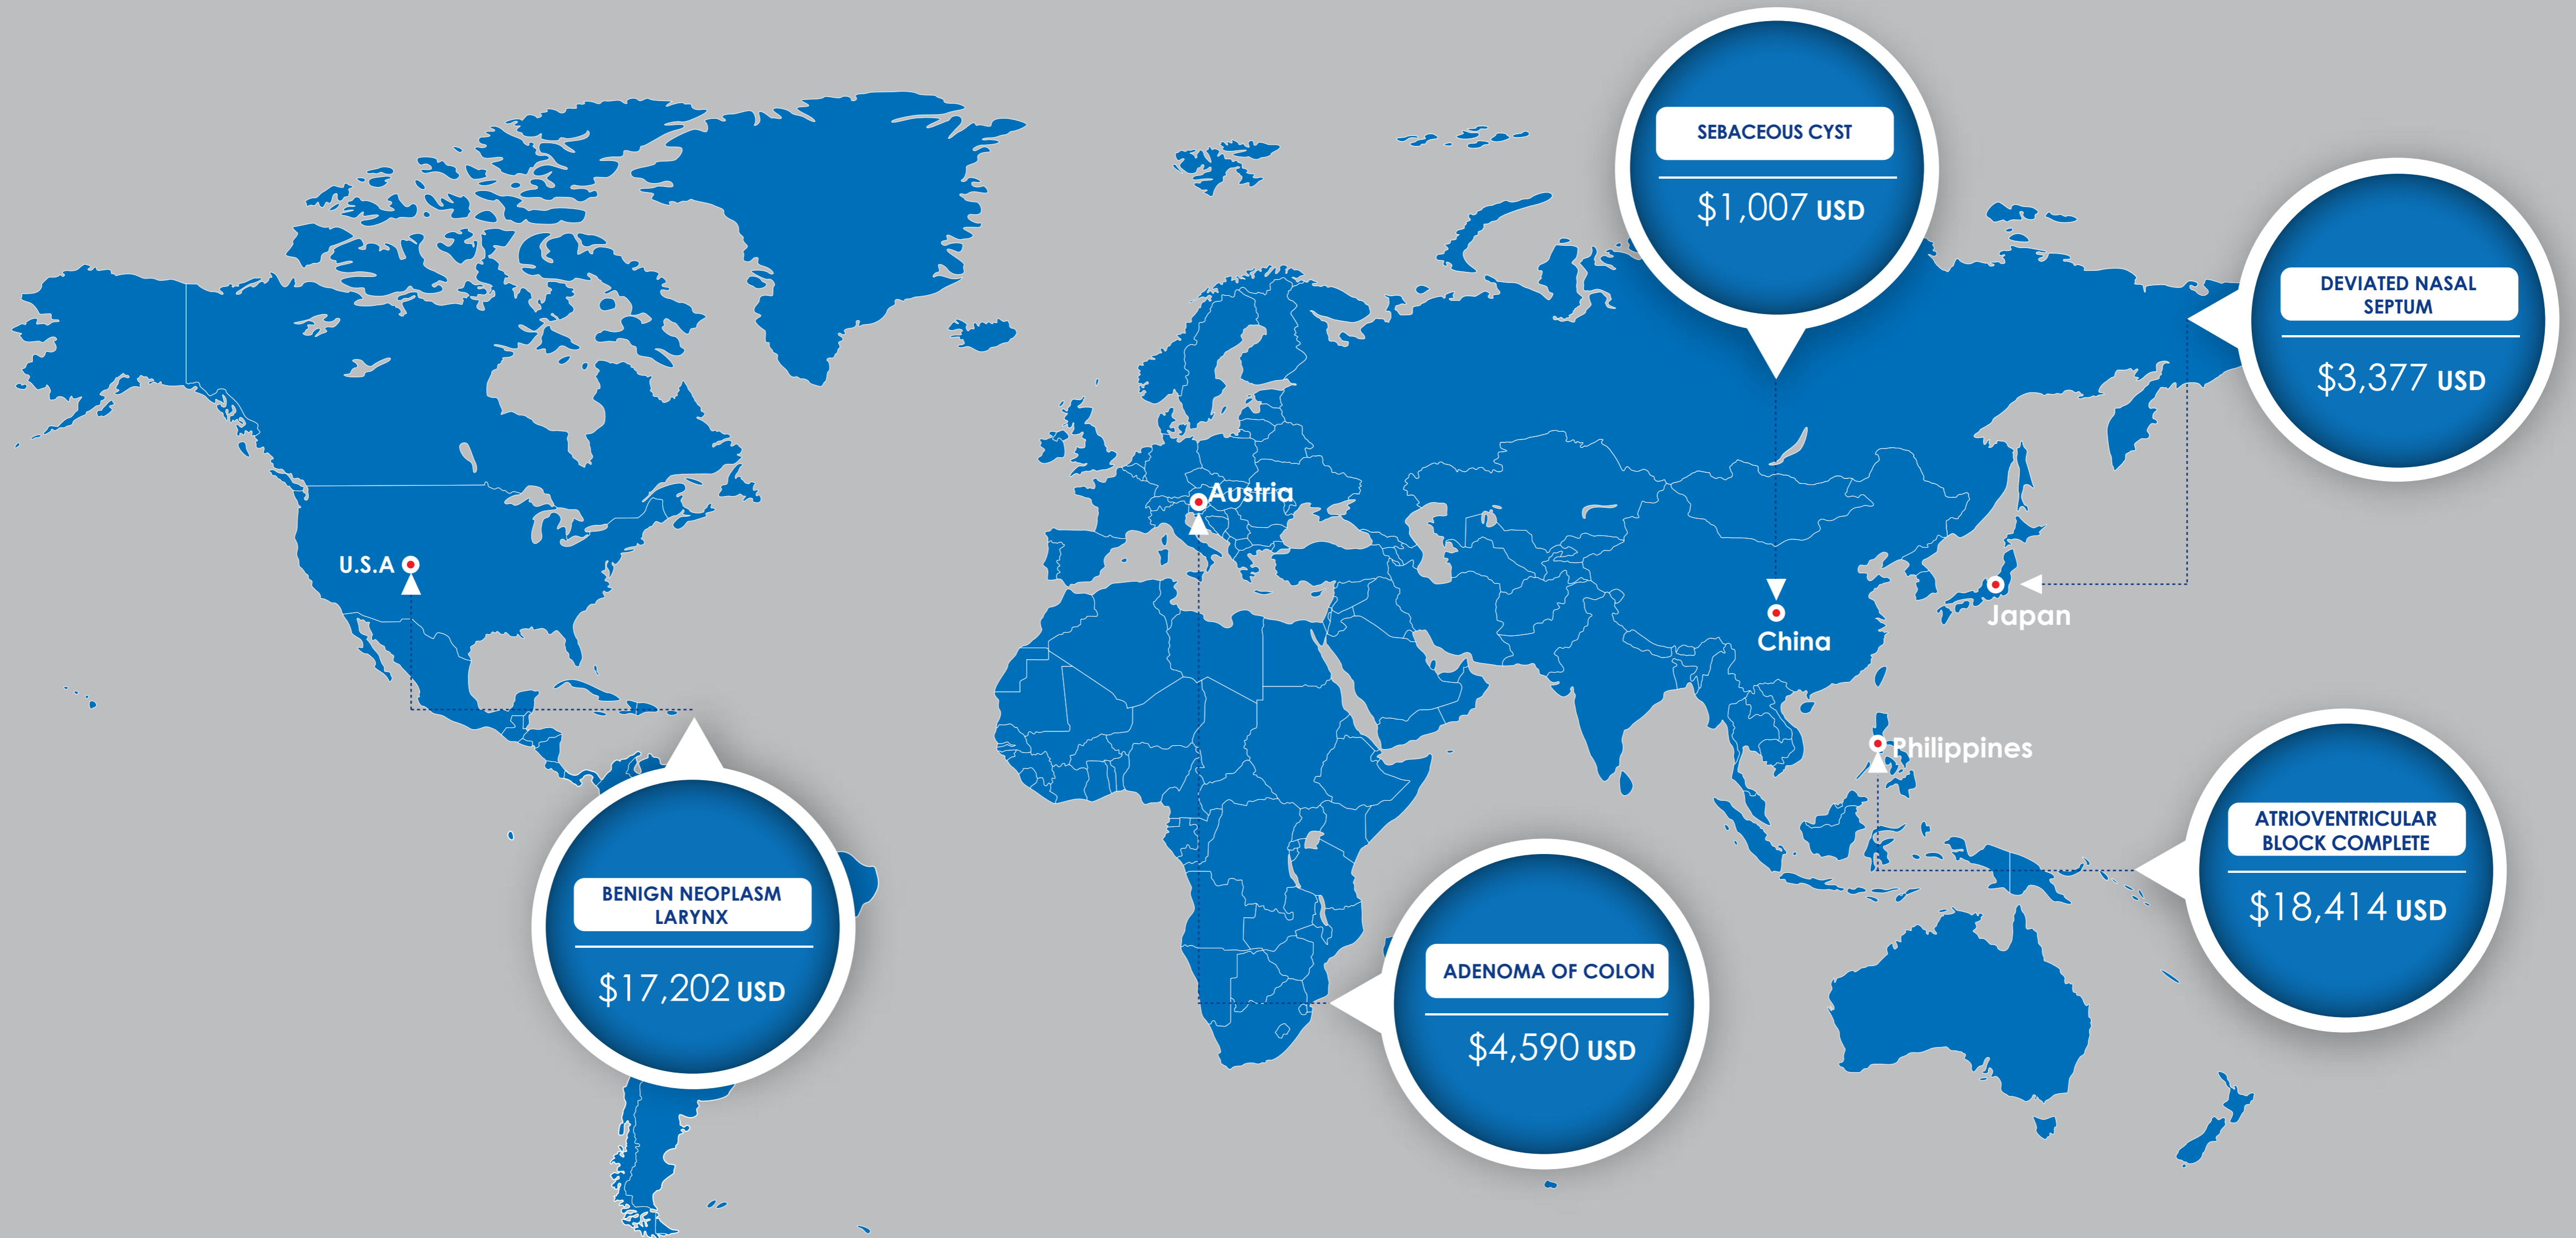 SEBACEOUS CYST
$1,007 USD
DEVIATED NASAL
SEPTUM
$3,377 USD
Austria
U.S.A
Japan
China
Philippines
ATRIOVENTRICULAR
BLOCK COMPLETE
$18,414 USD
BENIGN NEOPLASM
LARYNX
$17,202 USD
ADENOMA OF COLON
$4,590 USD